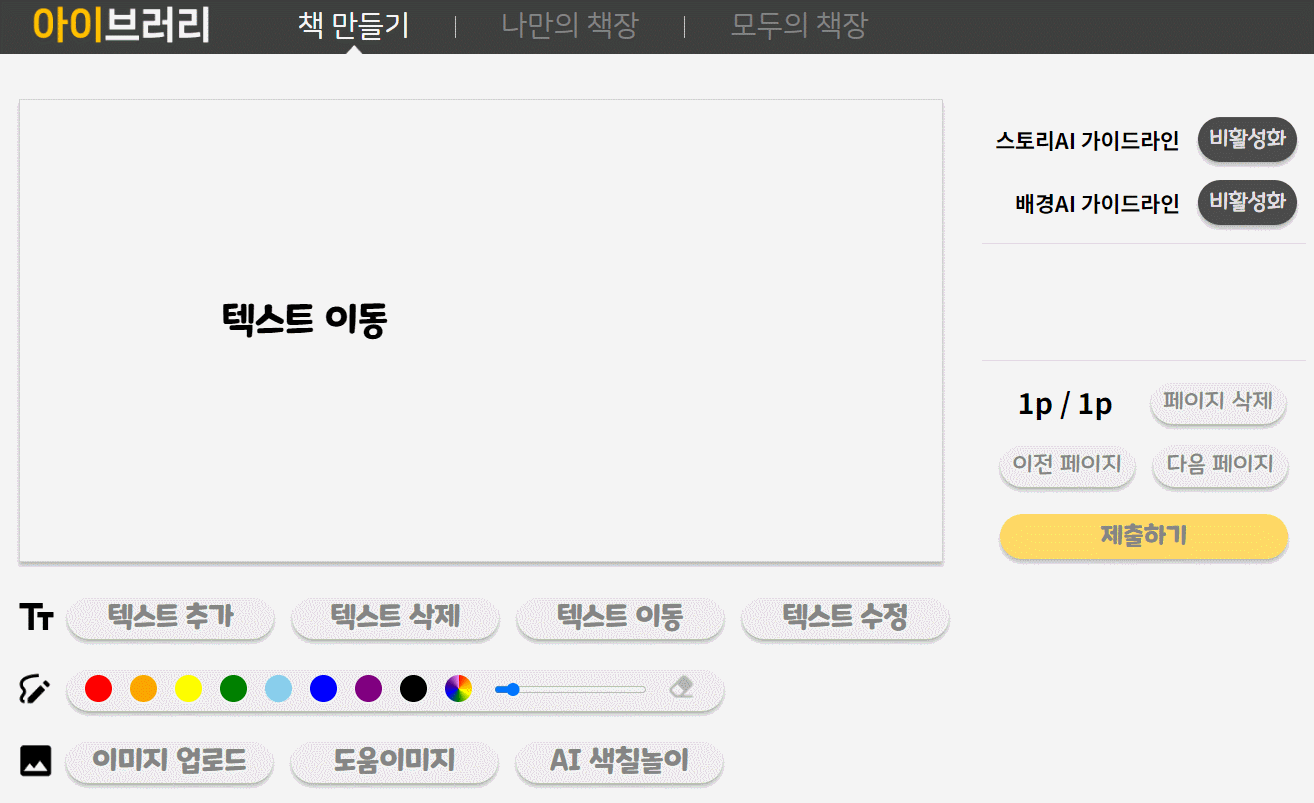 아이브러리 책 만들기 나만의 책장 모두의 책장
스토리AI 가이드라인 비활성화
배경AI 가이드라인 비활성화
텍스트 이동
1p / 1p 페이지 삭제
이전 페이지 다음 페이지
제출하기
텍스트 추가 텍스트 삭제 텍스트 이동 텍스트 수정
이미지 업로드 도움이미지 AI 색칠놀이